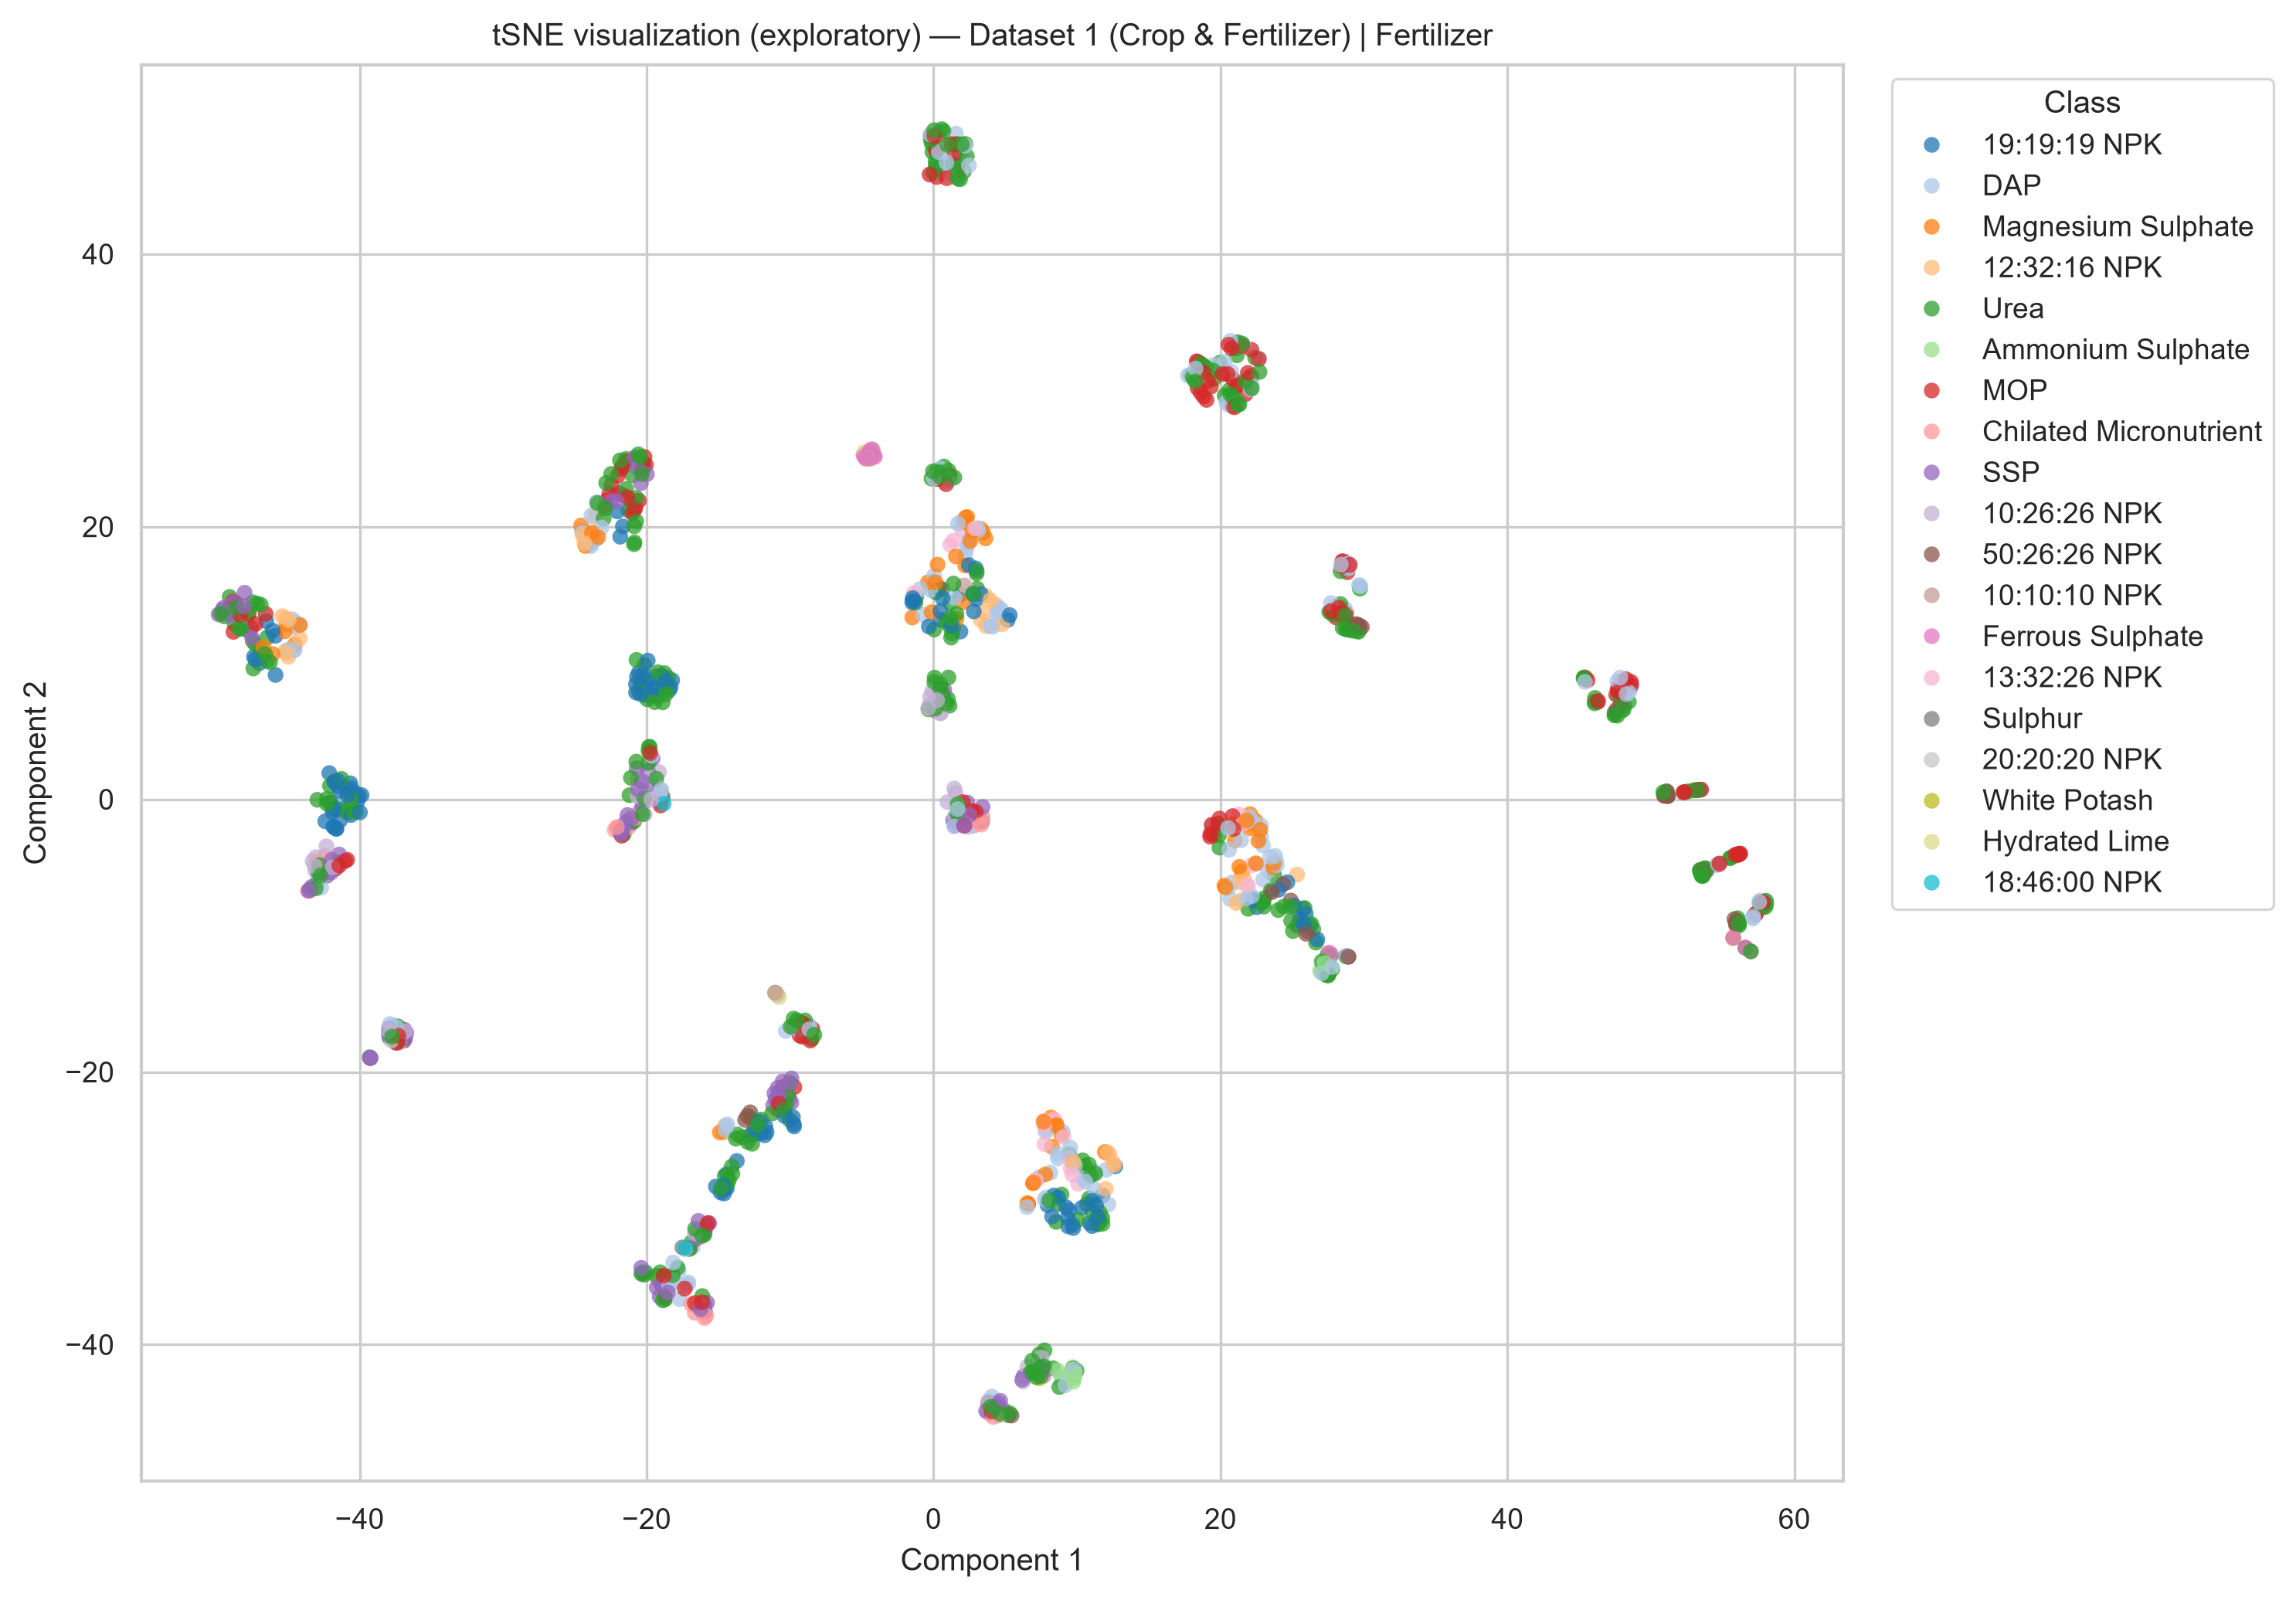 tSNE visualization (exploratory) — Dataset 1 (Crop & Fertilizer) | Fertilizer
Class
19:19:19 NPK
DAP
Magnesium Sulphate
12:32:16 NPK
Urea
Ammonium Sulphate
MOP
Chilated Micronutrient
SSP
10:26:26 NPK
50:26:26 NPK
10:10:10 NPK
Ferrous Sulphate
13:32:26 NPK
Sulphur
20:20:20 NPK
White Potash
Hydrated Lime
18:46:00 NPK
Component 2
40
20
0
−20
−40
−40
−20
0
20
40
60
Component 1